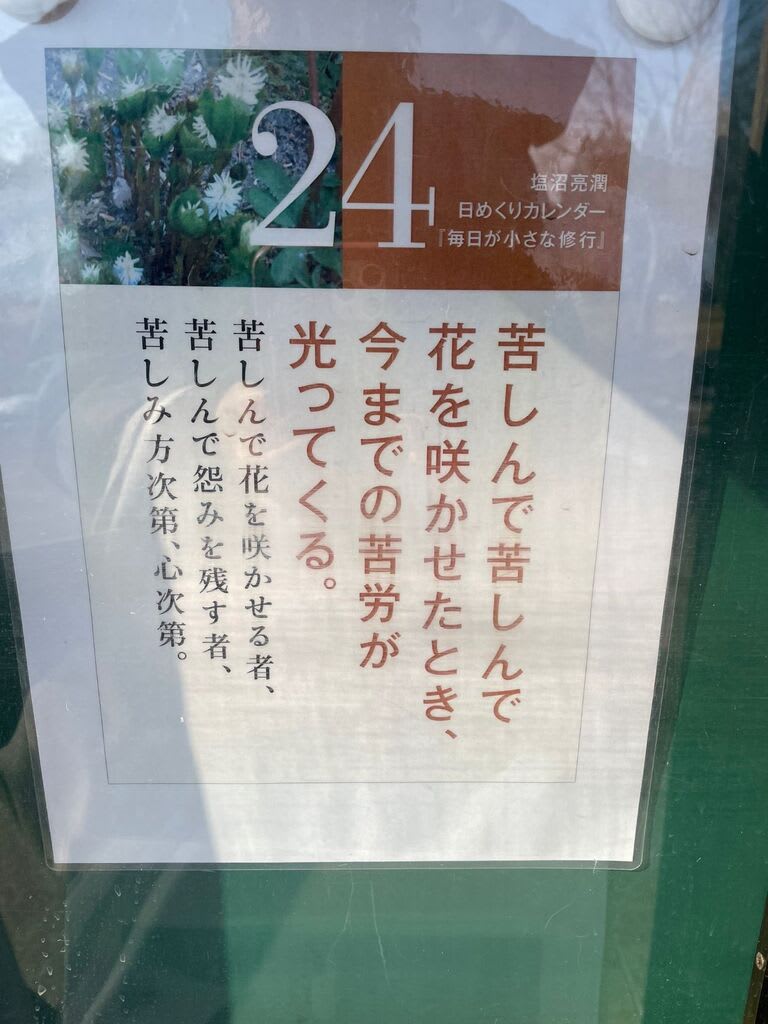 24
塩沼亮潤
日めくりカレンダー
『毎日が小さな修行』
苦しんで苦しんで
花を咲かせたとき、
今までの苦労が
光ってくる。
苦しんで花を咲かせる者、
苦しんで怨みを残す者、
苦しみ方次第、心次第。